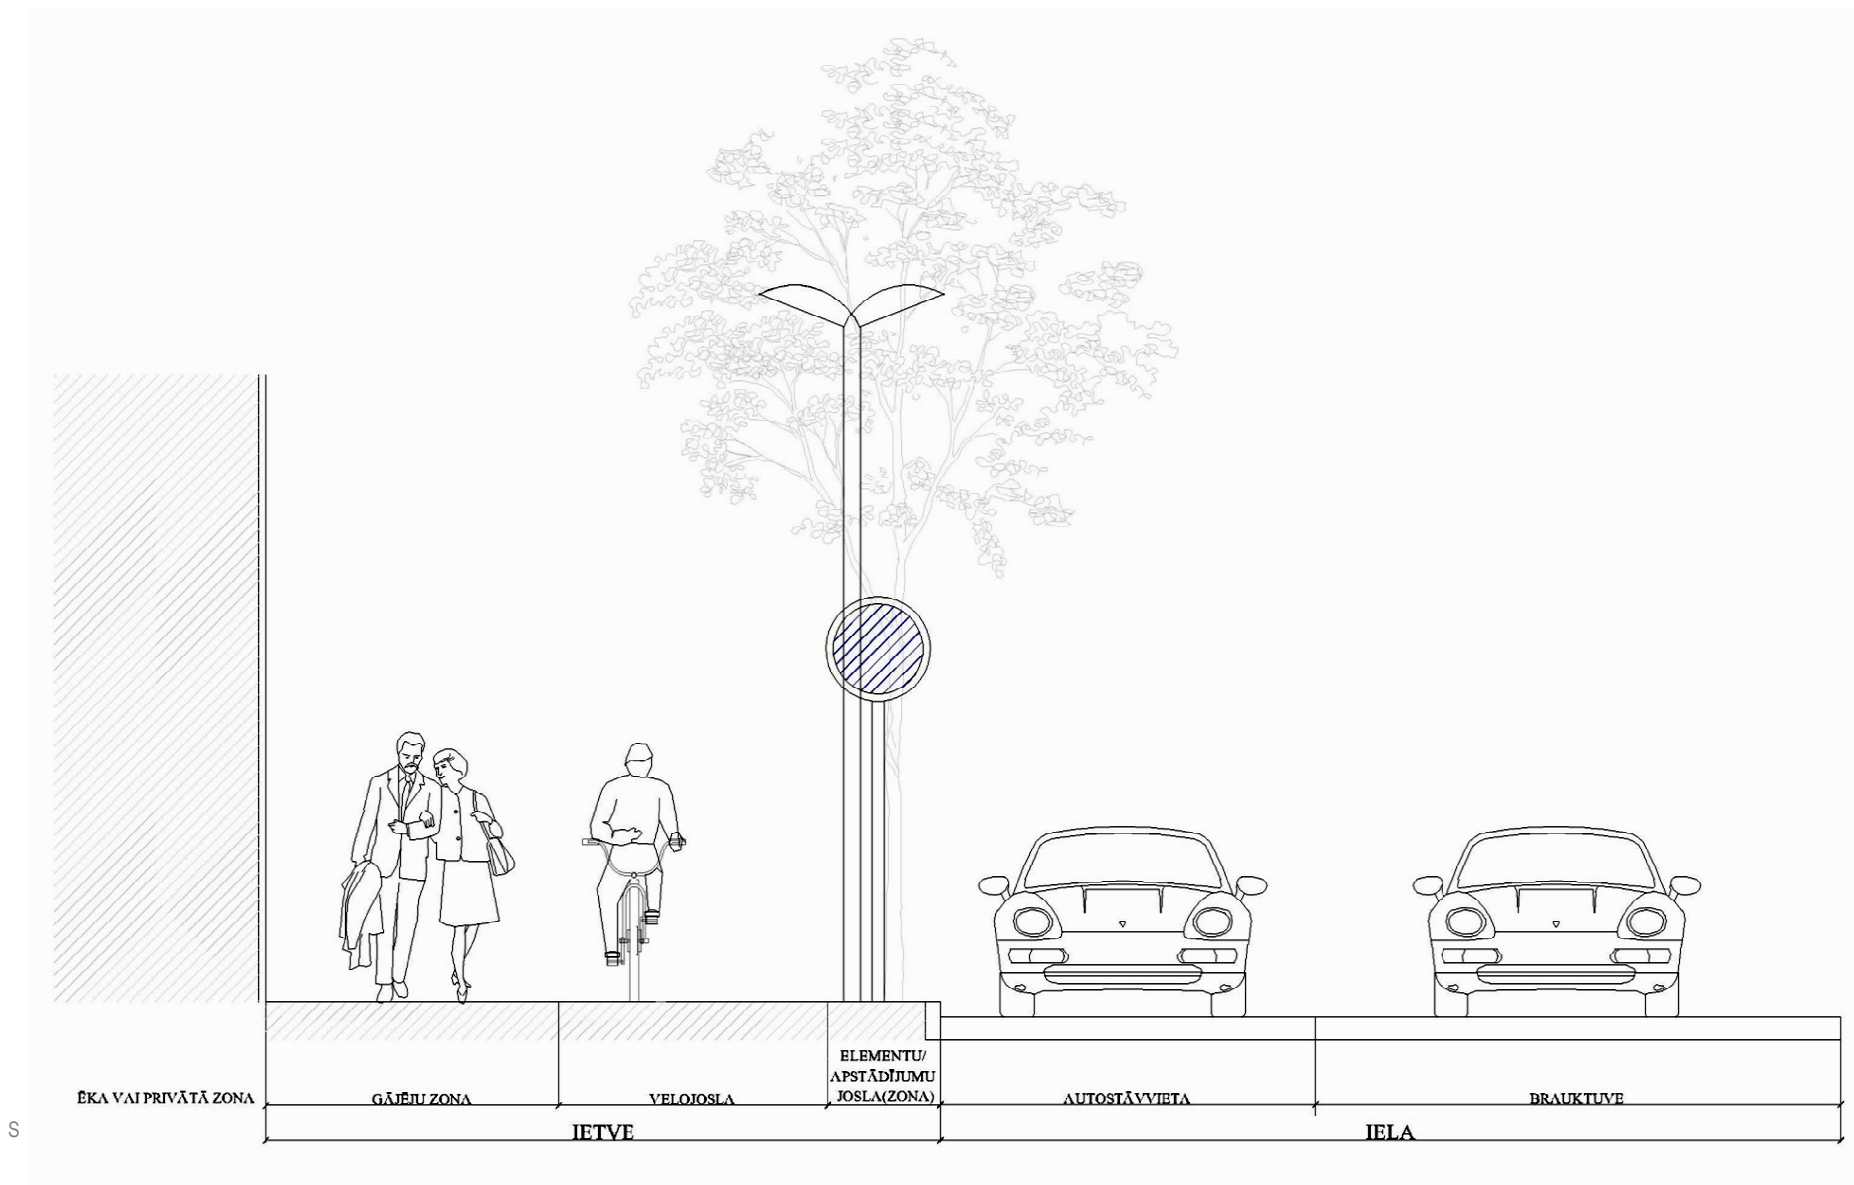 ELEMENTU/
APSTĀDĪJUMU
JOSLA(ZONA)
ĒKA VAI PRIVĀTĀ ZONA
GĀJĒJU ZONA
VELOJOSLA
AUTOSTĀVVIETA
BRAUKTUVE
IETVE
IELA
S